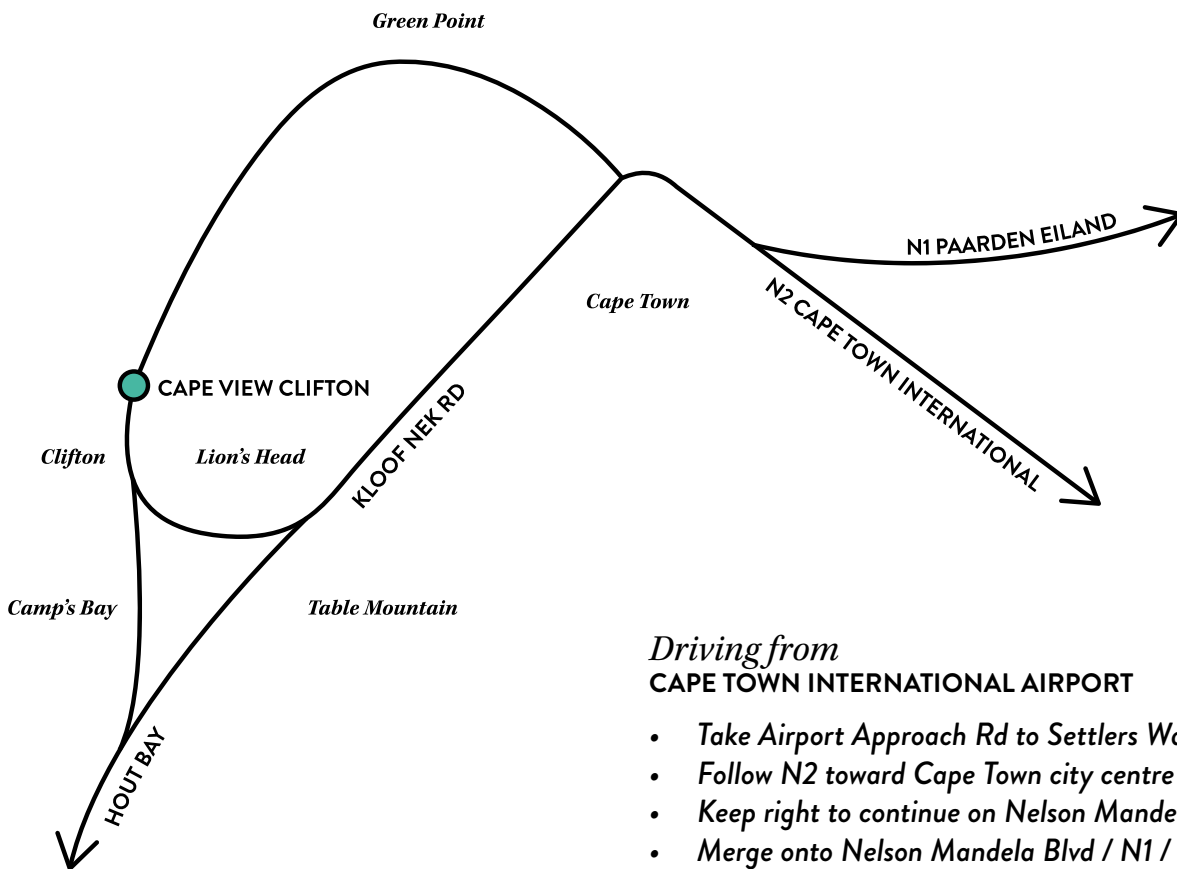 Green Point
N1 PAARDEN EILAND
Cape Town
N2 CAPE TOWN INTERNATIONAL
CAPE VIEW CLIFTON
KLOOF NEK RD
Clifton
Lion's Head
Camp's Bay
Table Mountain
HOUT BAY
Driving from
CAPE TOWN INTERNATIONAL AIRPORT
• Take Airport Approach Rd to Settlers
• Follow N2 toward Cape Town city centre
• Keep right to continue on Nelson
• Merge onto Nelson Mandela Blvd / N1 /